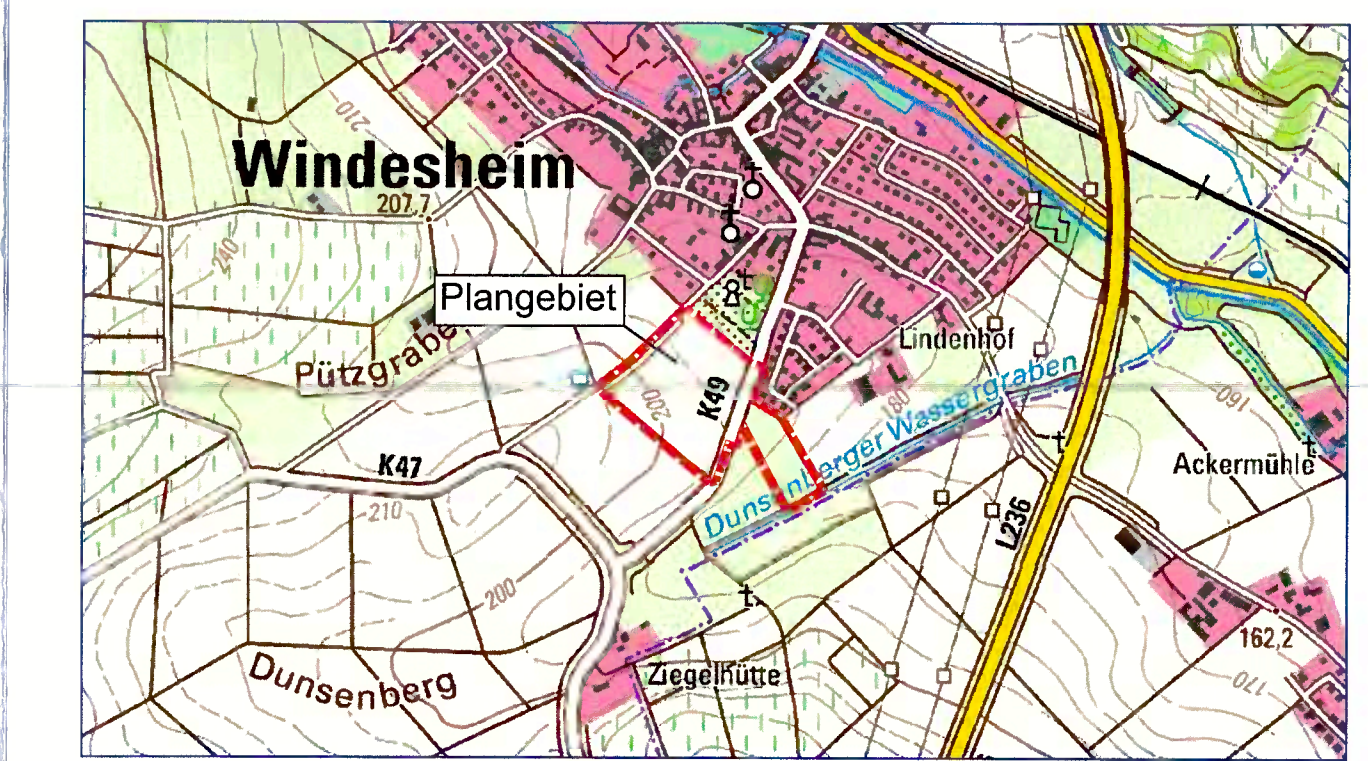 210
Windesheim
207,7
240
Plangebiet
Pützgrabe
Lindenhof
200
K49
180
Dunsenberger Wassergraben
160
K47
Ackermühle
210
L236
200
162,2
Dunsenberg
Ziegelhütte
170